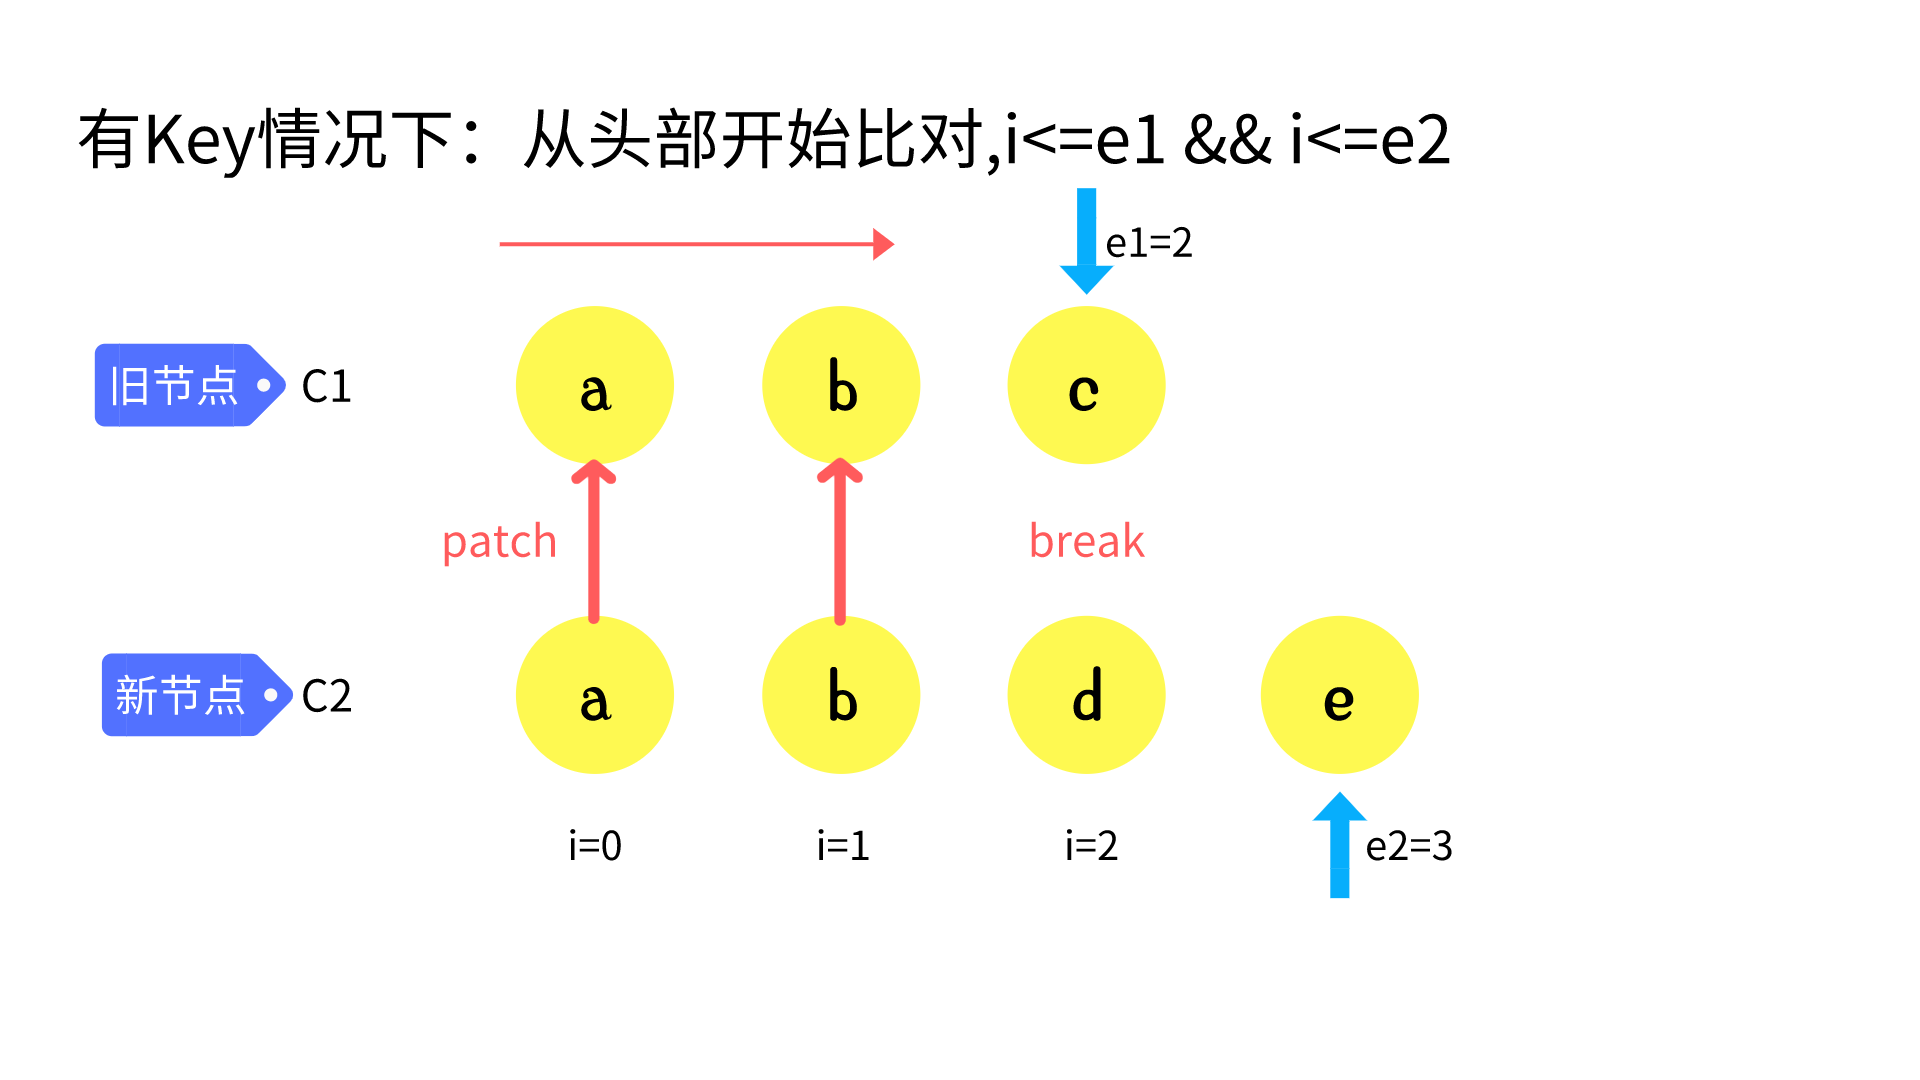 有Key情况下：从头部开始比对,i<=e1 && i<=e2
e1=2
旧节点 C1 a b c
patch break
新节点 C2 a b d e
i=0 i=1 i=2 e2=3